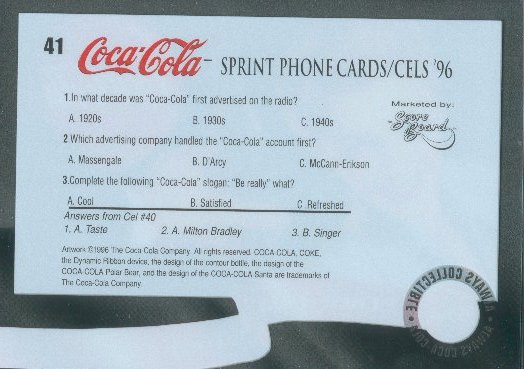 41 Coca-Cola SPRINT PHONE CARDS/CELS '96
1.In what decade was "Coca-Cola" first advertised on the radio?
A. 1920s B. 1930s C. 1940s
Marketed by:
Score Board
2.Which advertising company handled the "Coca-Cola" account first?
A. Massengale B. D'Arcy C. McCann-Erikson
3.Complete the following "Coca-Cola" slogan: "Be really" what?
A. Cool B. Satisfied C .Refreshed
Answers from Cel #40
1. A. Taste 2. A. Milton Bradley 3. B. Singer
Artwork ©1996 The Coca-Cola Company. All rights reserved. COCA-COLA, COKE,
the Dynamic Ribbon device, the design of the contour bottle, the design of the
COCA-COLA Polar Bear, and the design of the COCA-COLA Santa are trademarks of
The Coca-Cola Company
ALWAYS COLLECTIBLE • ALWAYS COCA-COLA